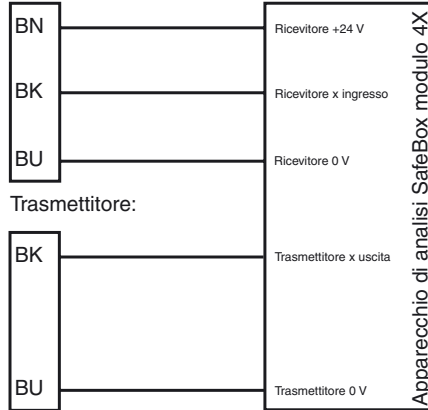 BN
Ricevitore +24 V
BK
Ricevitore x ingresso
BU
Ricevitore 0 V
Trasmettitore:
BK
Trasmettitore x uscita
BU
Trasmettitore 0 V
Apparecchio di analisi SafeBox modulo 4X